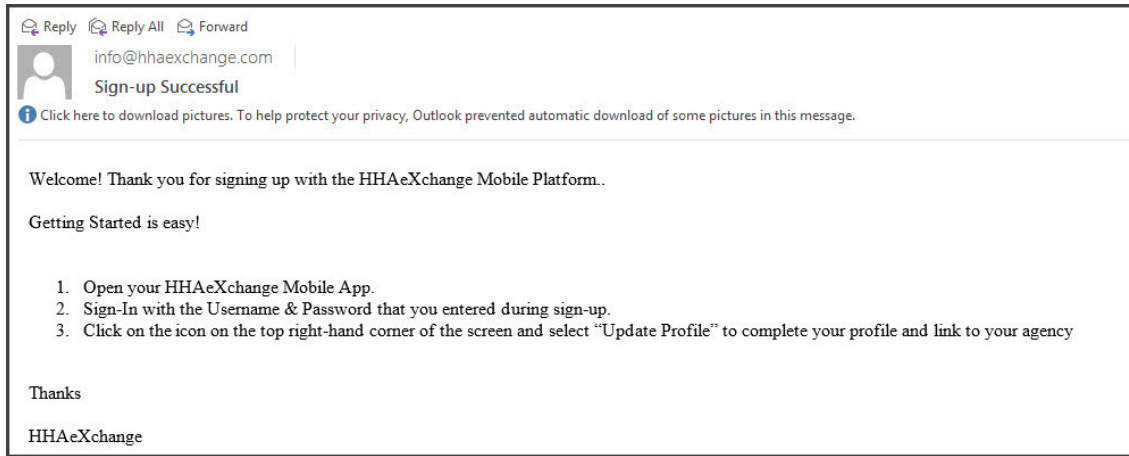 Reply Reply All Forward
info@hhaexchange.com
Sign-up Successful
Click here to download pictures. To help protect your privacy, Outlook prevented automatic download of some pictures in this message.
Welcome! Thank you for signing up with the HHAeXchange Mobile Platform..
Getting Started is easy!
1. Open your HHAeXchange Mobile App.
2. Sign-In with the Username & Password that you entered during sign-up.
3. Click on the icon on the top right-hand corner of the screen and select “Update Profile” to complete your profile and link to your agency
Thanks
HHAeXchange